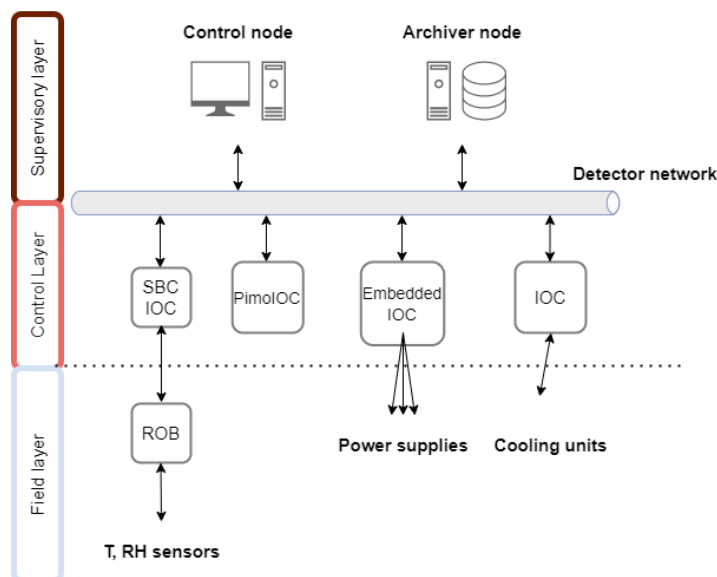 Control node
Archiver node
Supervisory layer
Detector network
Control Layer
SBC
IOC
PimoIOC
Embedded
IOC
IOC
Field layer
ROB
Power supplies
Cooling units
T, RH sensors